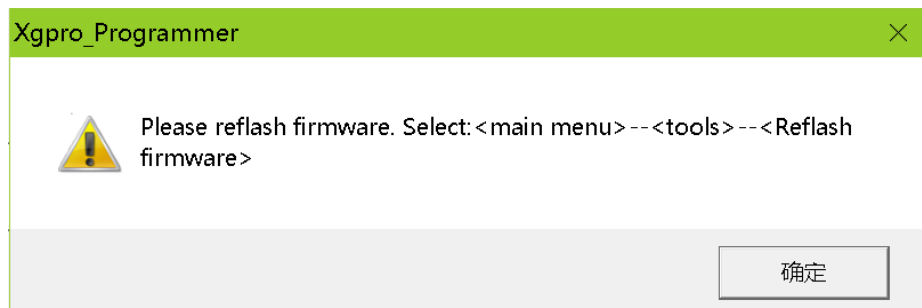 Xgpro_Programmer
Please reflash firmware. Select:<main menu>--<tools>--<Reflash
firmware>
确定